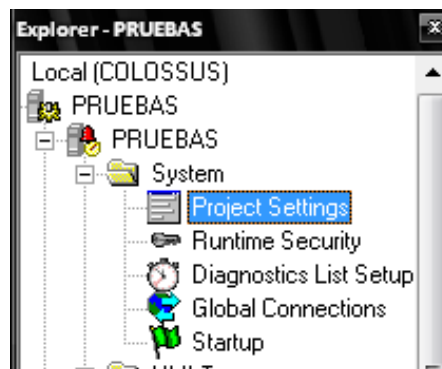 Explorer - PRUEBAS
Local (COLOSSUS)
PRUEBAS
PRUEBAS
System
Project Settings
Runtime Security
Diagnostics List Setup
Global Connections
Startup